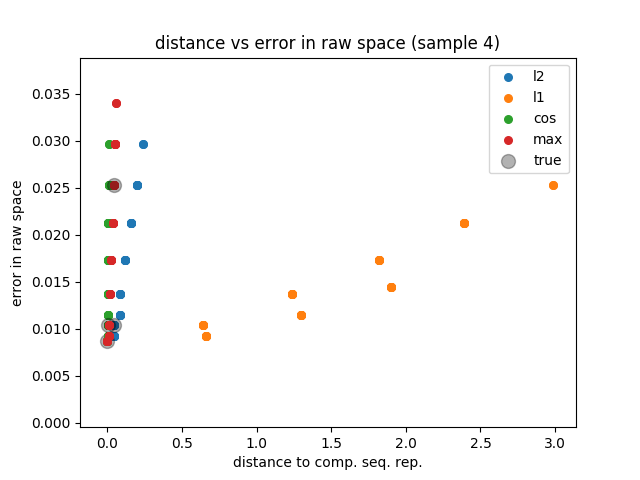 distance vs error in raw space (sample 4)
l2
l1
cos
max
true
error in raw space
0.035
0.030
0.025
0.020
0.015
0.010
0.005
0.000
0.0 0.5 1.0 1.5 2.0 2.5 3.0
distance to comp. seq. rep.